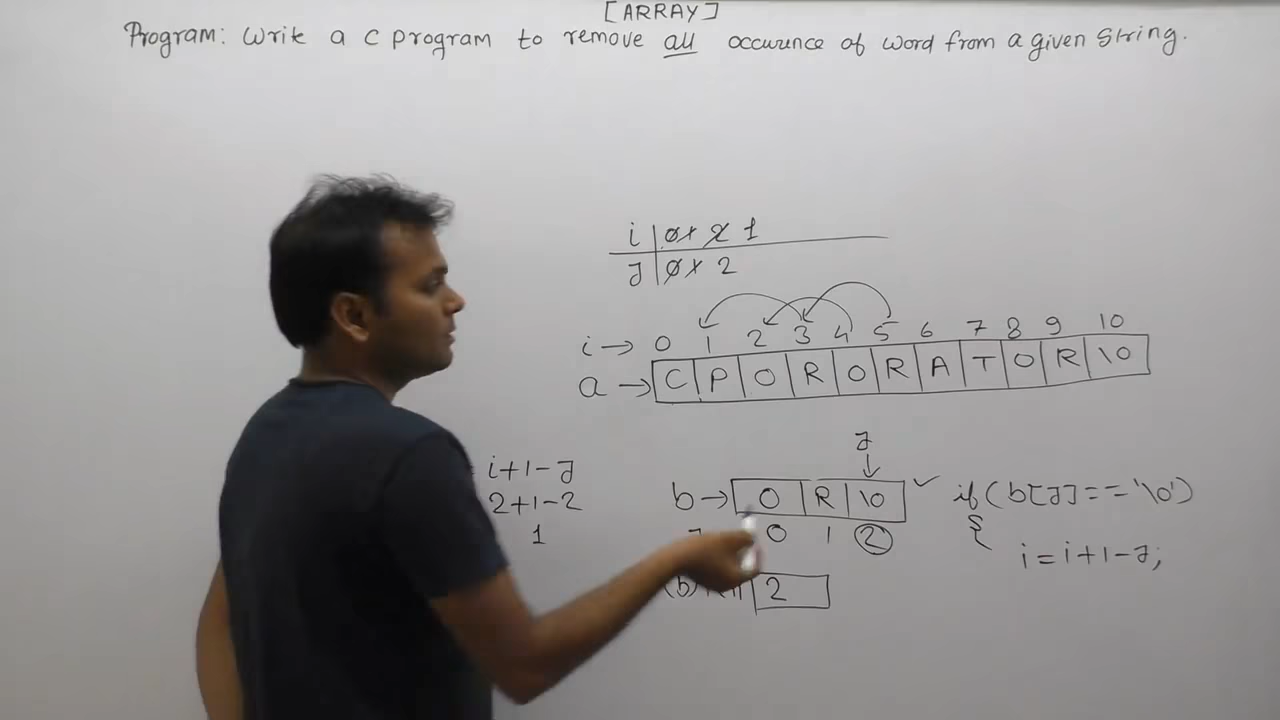 [ARRAY]
Program: Write a C program to remove all occurunce of word from a given String.
i | 0 1 2 1
J | 0 1 2
i → 0 1 2 3 4 5 6 7 8 9 10
a → C P O R O R A T O R \0
J
i+1-J
2+1-2
1
b → O R \0 ✓
0 1 2
if(b[J]=='\0')
{
i=i+1-J;
(b)
2